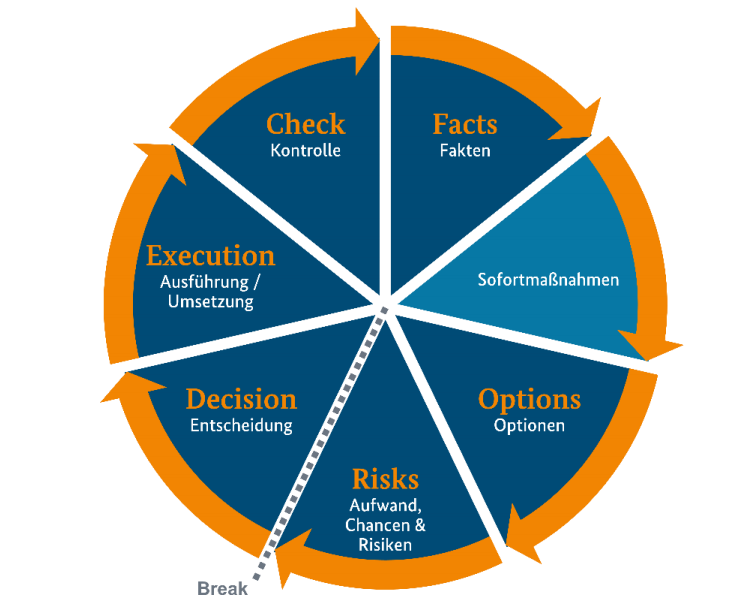 Facts
Fakten
Sofortmaßnahmen
Options
Optionen
Risks
Aufwand,
Chancen &
Risiken
Break
Decision
Entscheidung
Execution
Ausführung /
Umsetzung
Check
Kontrolle